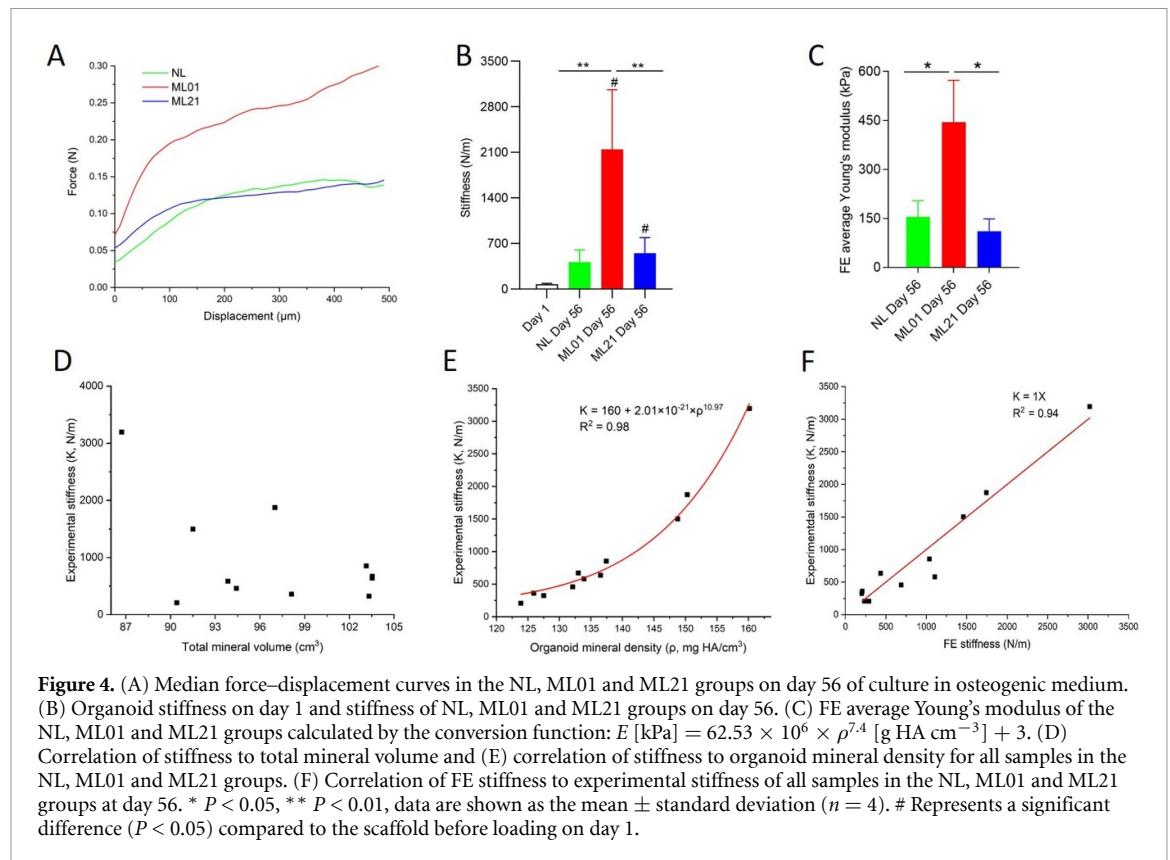 A
NL
ML01
ML21
0.30
0.25
0.20
0.15
0.10
0.05
0.00
Force (N)
0 100 200 300 400 500
Displacement (µm)
B
** **
#
#
3500
2800
2100
1400
700
0
Stiffness (N/m)
Day 1
NL Day 56
ML01 Day 56
ML21 Day 56
C
* *
600
450
300
150
0
FE average Young's modulus (kPa)
NL Day 56
ML01 Day 56
ML21 Day 56
D
4000
3000
2000
1000
0
Experimental stiffness (K, N/m)
87 90 93 96 99 102 105
Total mineral volume (cm³)
E
K = 160 + 2.01×10⁻²¹×ρ¹⁰·⁹⁷
R² = 0.98
3500
3000
2500
2000
1500
1000
500
0
Experimental stiffness (K, N/m)
120 125 130 135 140 145 150 155 160
Organoid mineral density (ρ, mg HA/cm³)
F
K = 1X
R² = 0.94
3500
3000
2500
2000
1500
1000
500
0
Experimentdal stiffness (K, N/m)
0 500 1000 1500 2000 2500 3000 3500
FE stiffness (N/m)
Figure 4. (A) Median force–displacement curves in the NL, ML01 and ML21 groups on day 56 of culture in osteogenic medium.
(B) Organoid stiffness on day 1 and stiffness of NL, ML01 and ML21 groups on day 56. (C) FE average Young's modulus of the
NL, ML01 and ML21 groups calculated by the conversion function: E [kPa] = 62.53 × 10⁶ × ρ⁷·⁴ [g HA cm⁻³] + 3. (D)
Correlation of stiffness to total mineral volume and (E) correlation of stiffness to organoid mineral density for all samples in the
NL, ML01 and ML21 groups. (F) Correlation of FE stiffness to experimental stiffness of all samples in the NL, ML01 and ML21
groups at day 56. * P < 0.05, ** P < 0.01, data are shown as the mean ± standard deviation (n = 4). # Represents a significant
difference (P < 0.05) compared to the scaffold before loading on day 1.